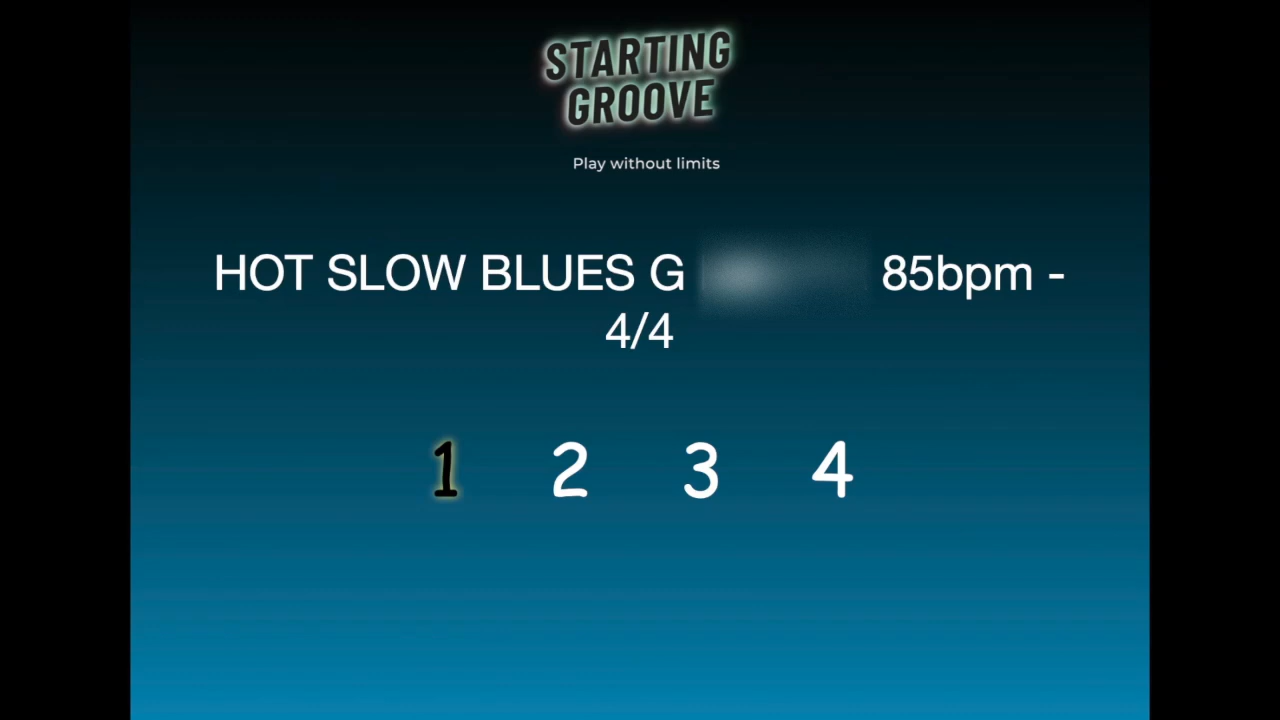 STARTING
GROOVE
Play without limits
HOT SLOW BLUES G 85bpm -
4/4
1 2 3 4